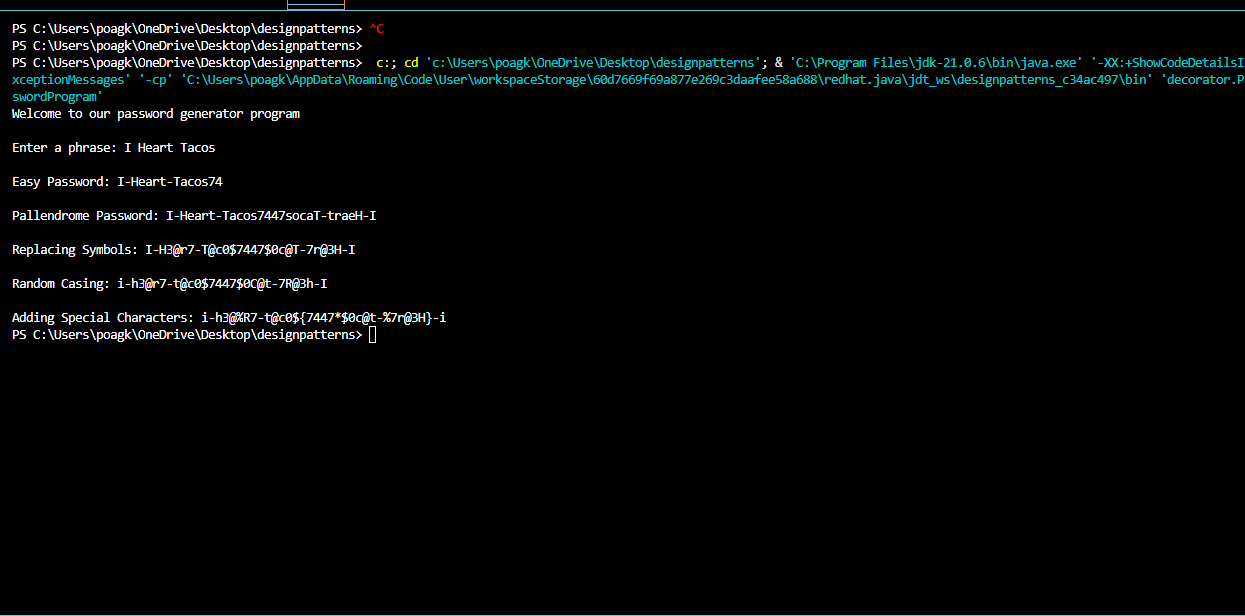 PS C:\Users\poagk\OneDrive\Desktop\designpatterns> ^C
PS C:\Users\poagk\OneDrive\Desktop\designpatterns>
PS C:\Users\poagk\OneDrive\Desktop\designpatterns>  c:; cd 'c:\Users\poagk\OneDrive\Desktop\designpatterns'; & 'C:\Program Files\jdk-21.0.6\bin\java.exe' '-XX:+ShowCodeDetailsI
xceptionMessages' '-cp' 'C:\Users\poagk\AppData\Roaming\Code\User\workspaceStorage\60d7669f69a877e269c3daafee58a688\redhat.java\jdt_ws\designpatterns_c34ac497\bin' 'decorator.P
swordProgram'
Welcome to our password generator program
Enter a phrase: I Heart Tacos
Easy Password: I-Heart-Tacos74
Pallendrome Password: I-Heart-Tacos7447socaT-traeH-I
Replacing Symbols: I-H3@r7-T@c0$7447$0c@T-7r@3H-I
Random Casing: i-h3@r7-t@c0$7447$0C@t-7R@3h-I
Adding Special Characters: i-h3@%R7-t@c0${7447*$0c@t-%7r@3H}-i
PS C:\Users\poagk\OneDrive\Desktop\designpatterns>